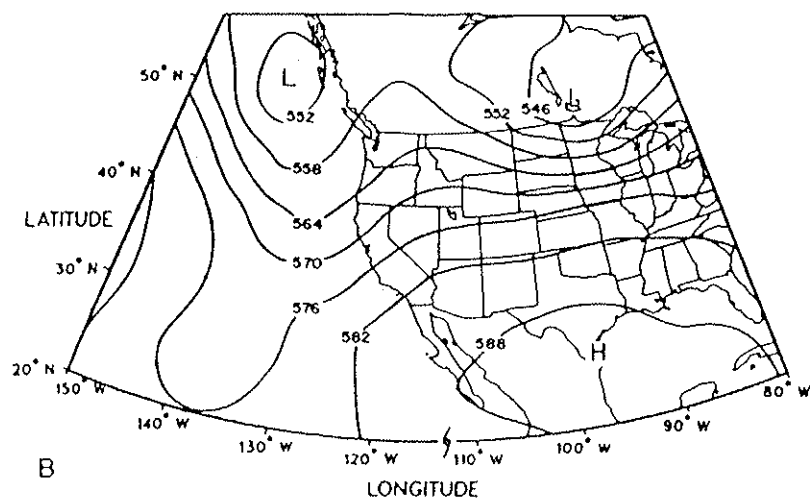 50° N
L
552
546
L
552
558
40° N
LATITUDE
564
570
30° N
576
582
588
H
20° N
150° W
140° W
130° W
120° W
110° W
100° W
90° W
80° W
B
LONGITUDE